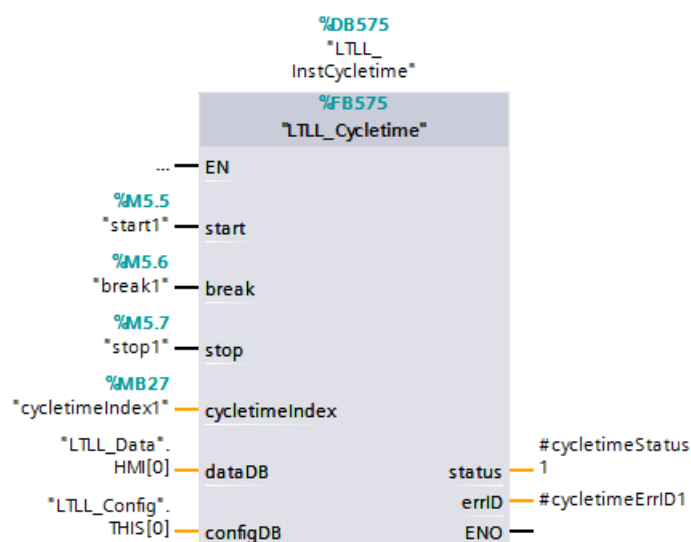 %DB575
"LTLL_
InstCycletime"
%FB575
"LTLL_Cycletime"
... EN
%M5.5
"start1" start
%M5.6
"break1" break
%M5.7
"stop1" stop
%MB27
"cycletimeIndex1" cycletimeIndex
"LTLL_Data".
HMI[0] dataDB
#cycletimeStatus
status 1
errID #cycletimeErrID1
"LTLL_Config".
THIS[0] configDB
ENO